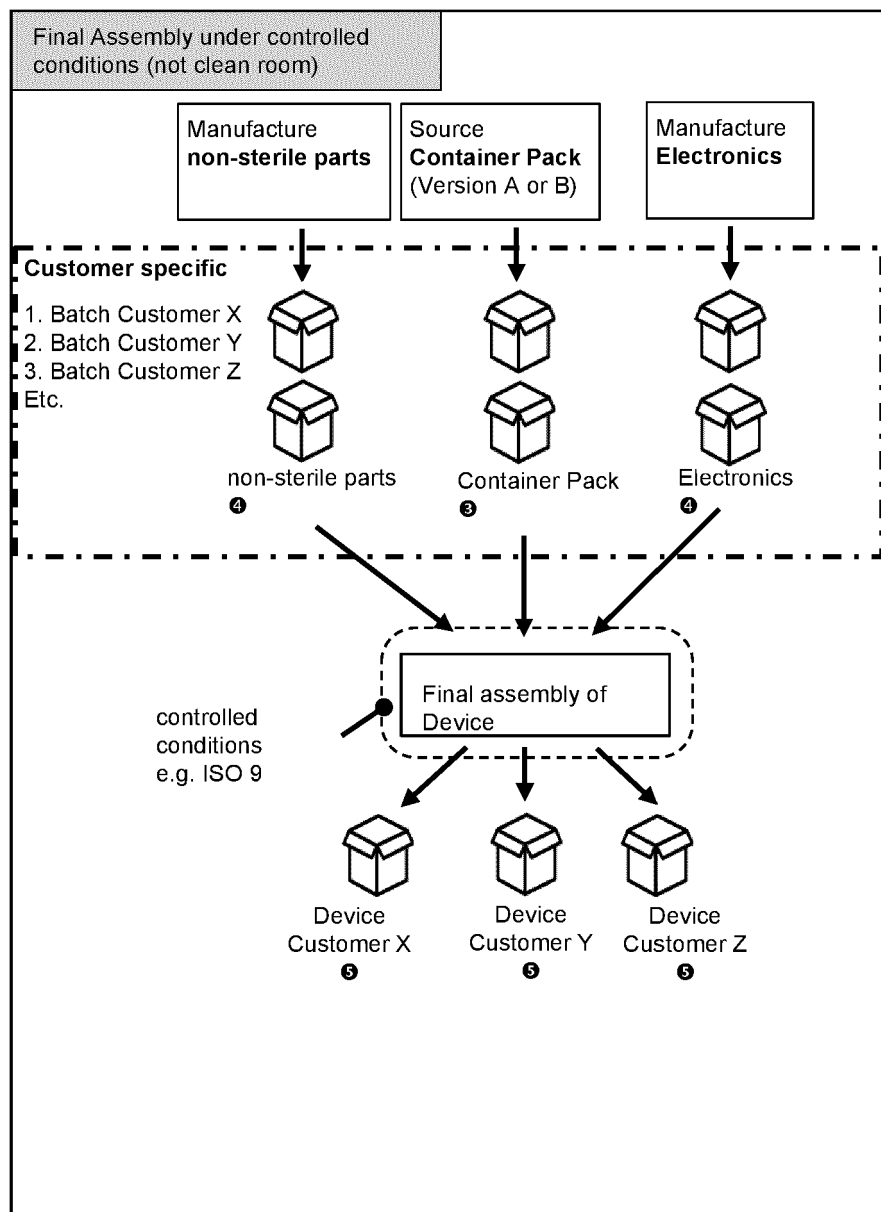 Final Assembly under controlled
conditions (not clean room)
Manufacture
non-sterile parts
Source
Container Pack
(Version A or B)
Manufacture
Electronics
Customer specific
1. Batch Customer X
2. Batch Customer Y
3. Batch Customer Z
Etc.
non-sterile parts
❹
Container Pack
❸
Electronics
❹
Final assembly of
Device
controlled
conditions
e.g. ISO 9
Device
Customer X
❺
Device
Customer Y
❺
Device
Customer Z
❺